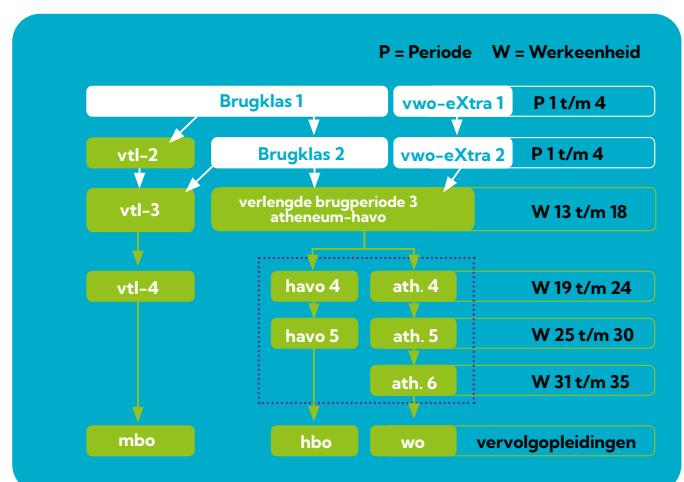 P = Periode W = Werkeenheid
Brugklas 1 vwo-eXtra 1 P 1 t/m 4
vtl-2 Brugklas 2 vwo-eXtra 2 P 1 t/m 4
vtl-3 verlengde brugperiode 3 W 13 t/m 18
atheneum-havo
vtl-4 havo 4 ath. 4 W 19 t/m 24
havo 5 ath. 5 W 25 t/m 30
ath. 6 W 31 t/m 35
mbo hbo wo vervolgopleidingen